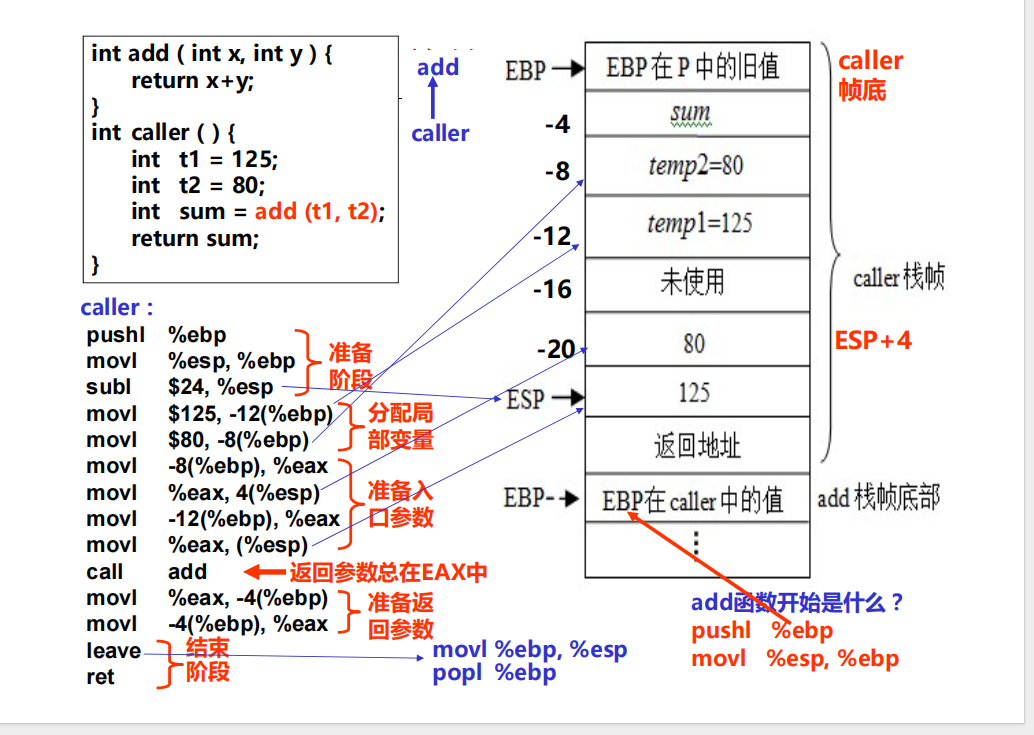 int add ( int x, int y ) {
return x+y;
}
int caller ( ) {
int t1 = 125;
int t2 = 80;
int sum = add (t1, t2);
return sum;
}
add
caller
EBP
EBP在P中的旧值
caller
帧底
-4
sum
-8
temp2=80
-12
temp1=125
-16
未使用
caller栈帧
-20
80
ESP+4
ESP
125
返回地址
EBP-
EBP在caller中的值
add栈帧底部
⋮
caller :
pushl %ebp
movl %esp, %ebp
subl $24, %esp
准备
阶段
movl $125, -12(%ebp)
movl $80, -8(%ebp)
分配局
部变量
movl -8(%ebp), %eax
movl %eax, 4(%esp)
movl -12(%ebp), %eax
movl %eax, (%esp)
准备入
口参数
call add
返回参数总在EAX中
movl %eax, -4(%ebp)
movl -4(%ebp), %eax
准备返
回参数
leave
ret
结束
阶段
movl %ebp, %esp
popl %ebp
add函数开始是什么？
pushl %ebp
movl %esp, %ebp